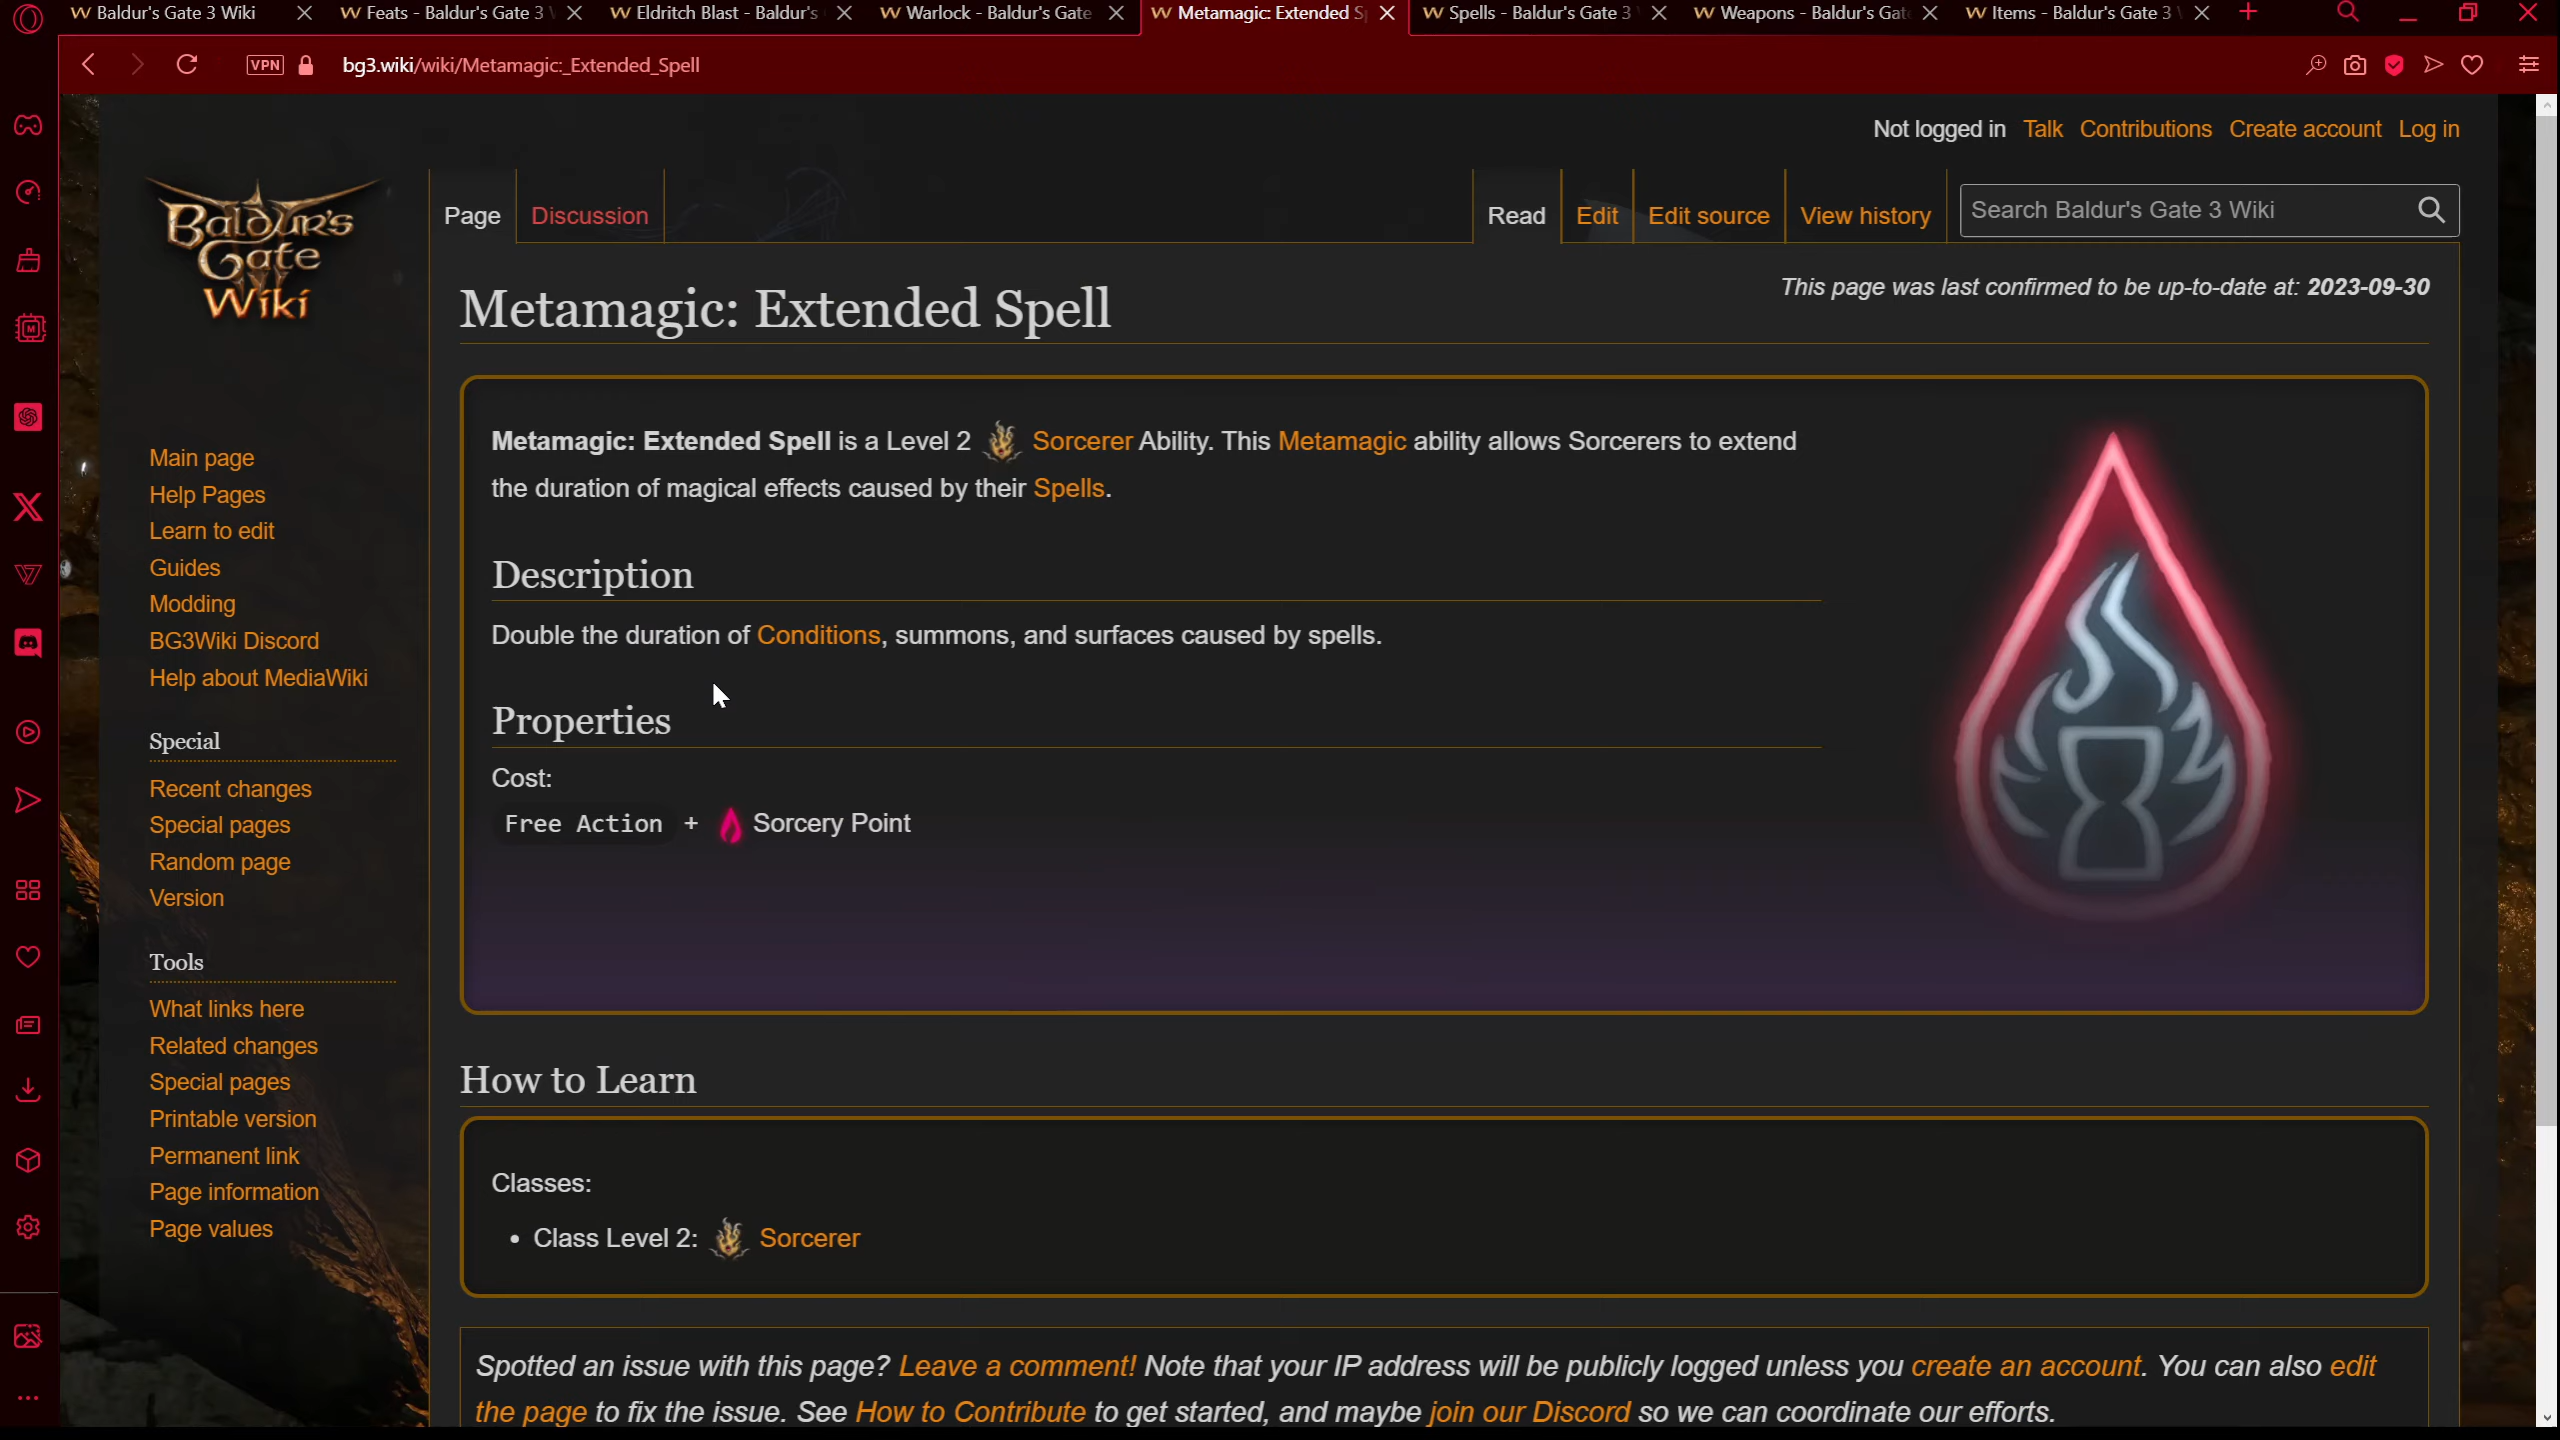 Baldur's Gate 3 Wiki
Feats - Baldur's Gate 3
Eldritch Blast - Baldur's
Warlock - Baldur's Gate
Metamagic: Extended S
Spells - Baldur's Gate 3
Weapons - Baldur's Gat
Items - Baldur's Gate 3
VPN
bg3.wiki/wiki/Metamagic:_Extended_Spell
Not logged in Talk Contributions Create account Log in
Baldur's
Gate
Wiki
Page Discussion
Read Edit Edit source View history
Search Baldur's Gate 3 Wiki
This page was last confirmed to be up-to-date at: 2023-09-30
Metamagic: Extended Spell
Metamagic: Extended Spell is a Level 2 Sorcerer Ability. This Metamagic ability allows Sorcerers to extend
the duration of magical effects caused by their Spells.
Description
Double the duration of Conditions, summons, and surfaces caused by spells.
Properties
Cost:
Free Action + Sorcery Point
How to Learn
Classes:
• Class Level 2: Sorcerer
Spotted an issue with this page? Leave a comment! Note that your IP address will be publicly logged unless you create an account. You can also edit
the page to fix the issue. See How to Contribute to get started, and maybe join our Discord so we can coordinate our efforts.
Main page
Help Pages
Learn to edit
Guides
Modding
BG3Wiki Discord
Help about MediaWiki
Special
Recent changes
Special pages
Random page
Version
Tools
What links here
Related changes
Special pages
Printable version
Permanent link
Page information
Page values